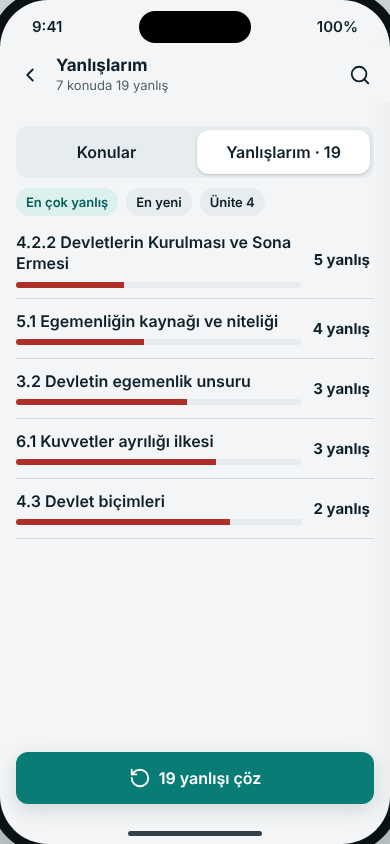 9:41
100%
Yanlışlarım
7 konuda 19 yanlış
Konular
Yanlışlarım · 19
En çok yanlış
En yeni
Ünite 4
4.2.2 Devletlerin Kurulması ve Sona
Ermesi
5 yanlış
5.1 Egemenliğin kaynağı ve niteliği
4 yanlış
3.2 Devletin egemenlik unsuru
3 yanlış
6.1 Kuvvetler ayrılığı ilkesi
3 yanlış
4.3 Devlet biçimleri
2 yanlış
19 yanlışı çöz